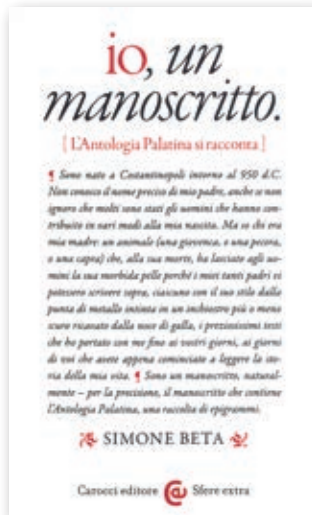 io, un
manoscritto.
[L'Antologia Palatina si racconta]
¶ Sono nato a Costantinopoli intorno al 950 d.C.
Non conosco il nome preciso di mio padre, anche se non
ignoro che molti sono stati gli uomini che hanno con-
tribuito in vari modi alla mia nascita. Ma so chi era
mia madre: un animale (una giovenca, o una pecora,
o una capra) che, alla sua morte, ha lasciato agli uo-
mini la sua morbida pelle perché i miei tanti padri vi
potessero scrivere sopra, ciascuno con il suo stilo dalla
punta di metallo intinta in un inchiostro più o meno
scuro ricavato dalla noce di galla, i preziosissimi testi
che ho portato con me fino ai vostri giorni, ai giorni
di voi che avete appena cominciato a leggere la sto-
ria della mia vita. ¶ Sono un manoscritto, natural-
mente – per la precisione, il manoscritto che contiene
l'Antologia Palatina, una raccolta di epigrammi.
SIMONE BETA
Carocci editore @ Sfere extra